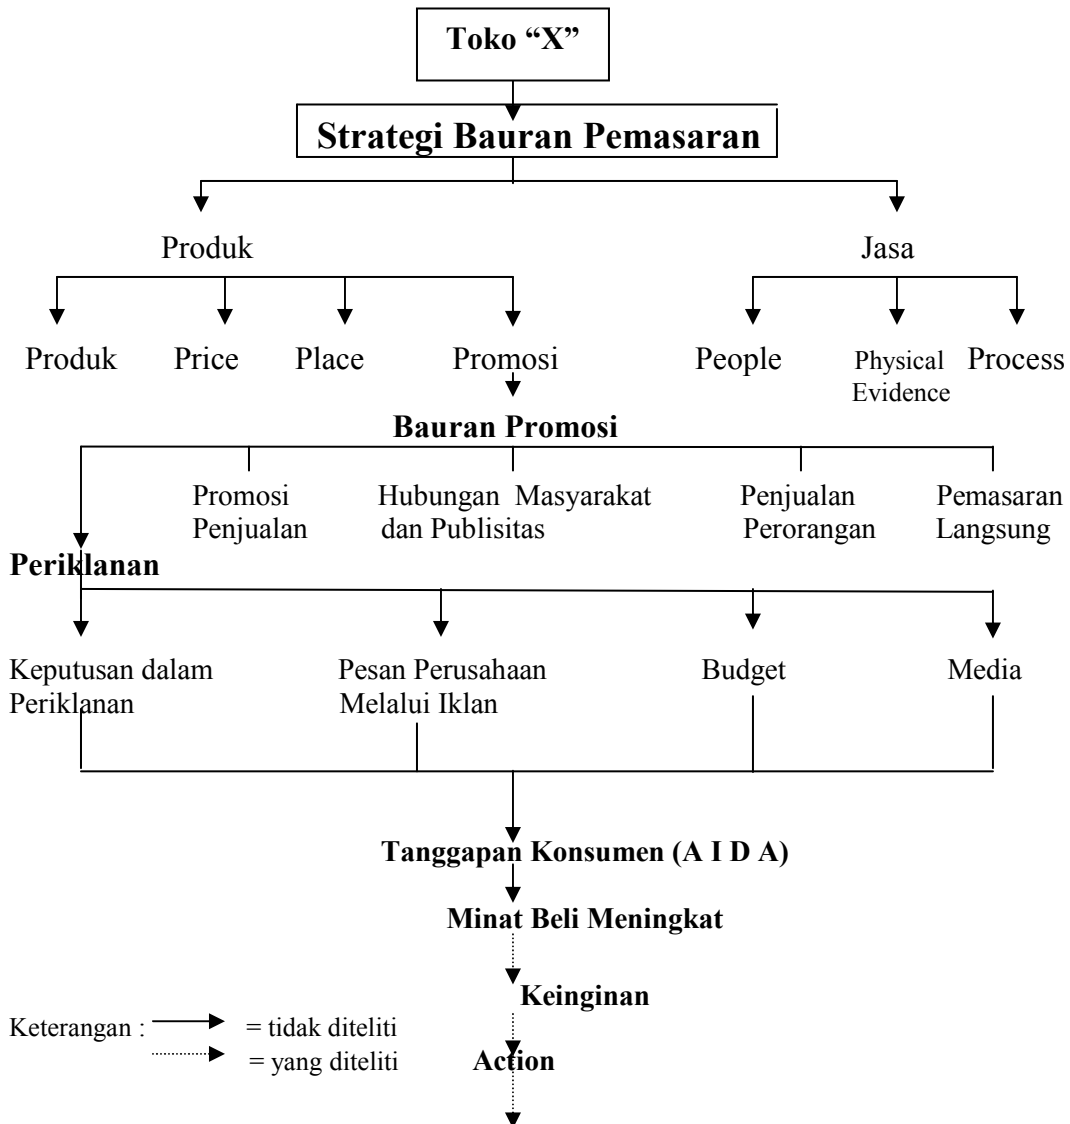 Toko “X”
Strategi Bauran Pemasaran
Produk Jasa
Produk Price Place Promosi People Physical Evidence Process
Bauran Promosi
Promosi Penjualan
Hubungan Masyarakat dan Publisitas
Penjualan Perorangan
Pemasaran Langsung
Periklanan
Keputusan dalam Periklanan
Pesan Perusahaan Melalui Iklan
Budget
Media
Tanggapan Konsumen (A I D A)
Minat Beli Meningkat
Keinginan
Keterangan : = tidak diteliti
= yang diteliti
Action